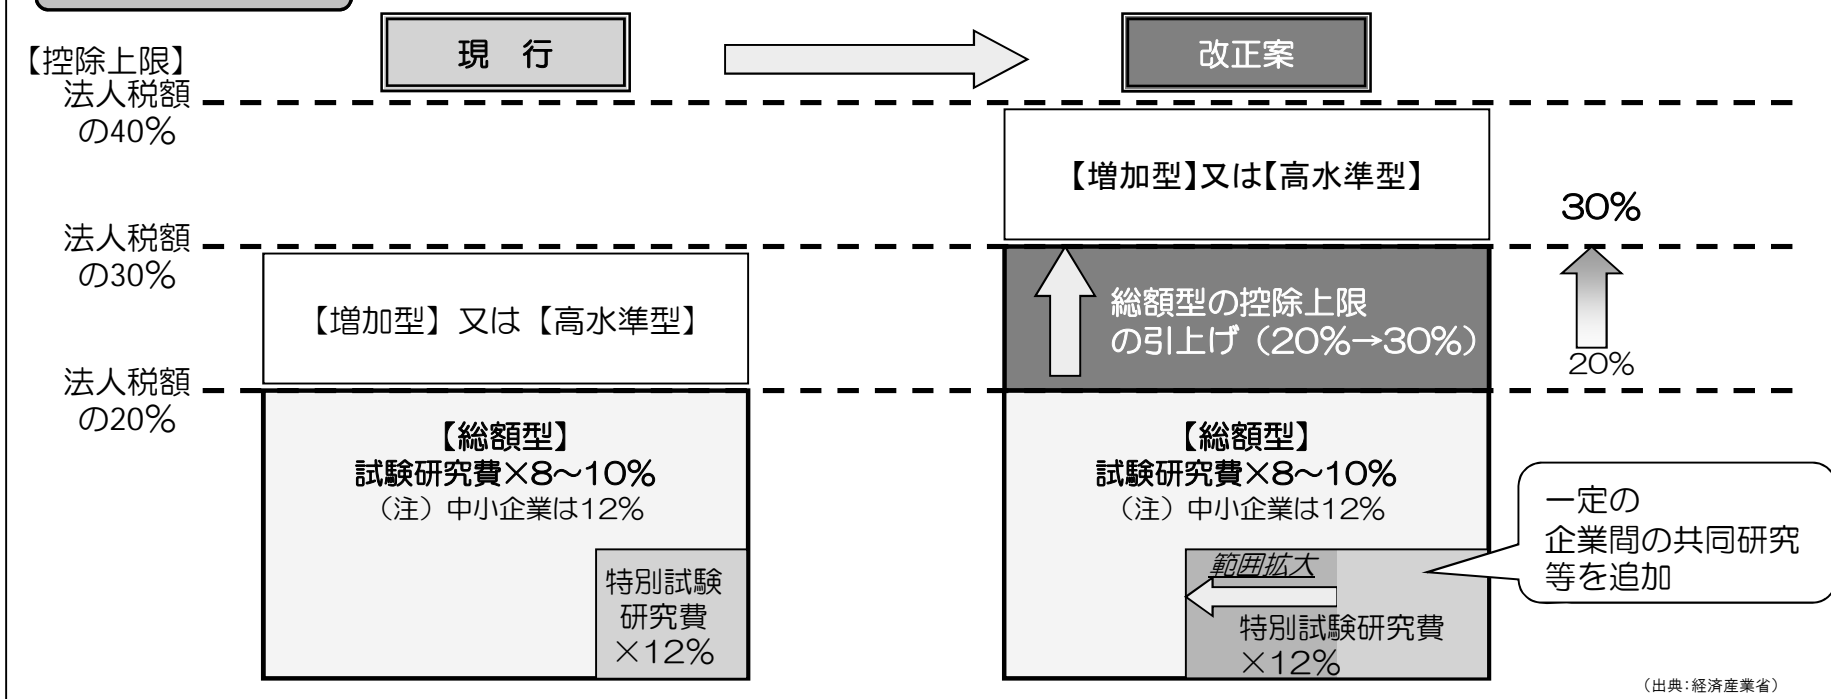 現　行
改正案
【控除上限】
法人税額
の40%
【増加型】又は【高水準型】
30%
法人税額
の30%
【増加型】又は【高水準型】
総額型の控除上限
の引上げ（20%→30%）
20%
法人税額
の20%
【総額型】
試験研究費×8～10%
（注）中小企業は12%
特別試験
研究費
×12%
【総額型】
試験研究費×8～10%
（注）中小企業は12%
範囲拡大
特別試験研究費
×12%
一定の
企業間の共同研究
等を追加
（出典：経済産業省）